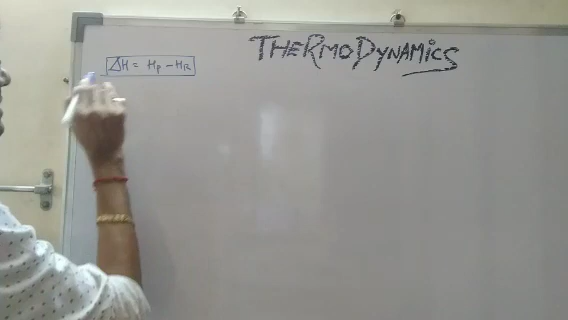 THERMODYNAMICS
ΔH = HP - HR